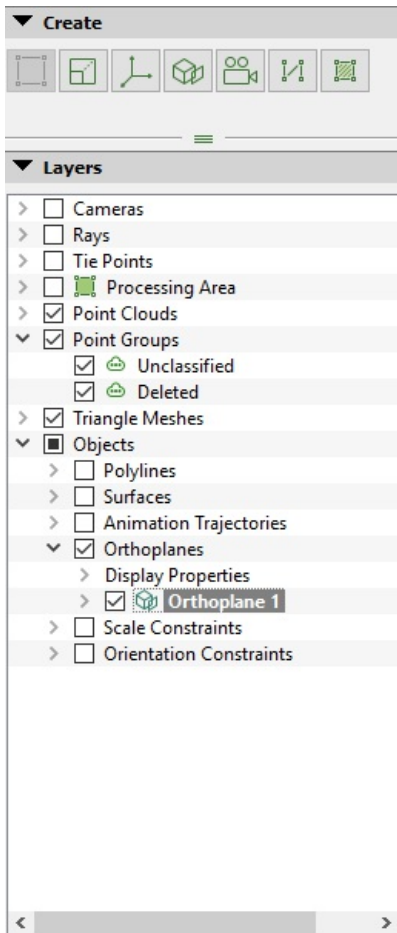 Create
Layers
Cameras
Rays
Tie Points
Processing Area
Point Clouds
Point Groups
Unclassified
Deleted
Triangle Meshes
Objects
Polylines
Surfaces
Animation Trajectories
Orthoplanes
Display Properties
Orthoplane 1
Scale Constraints
Orientation Constraints